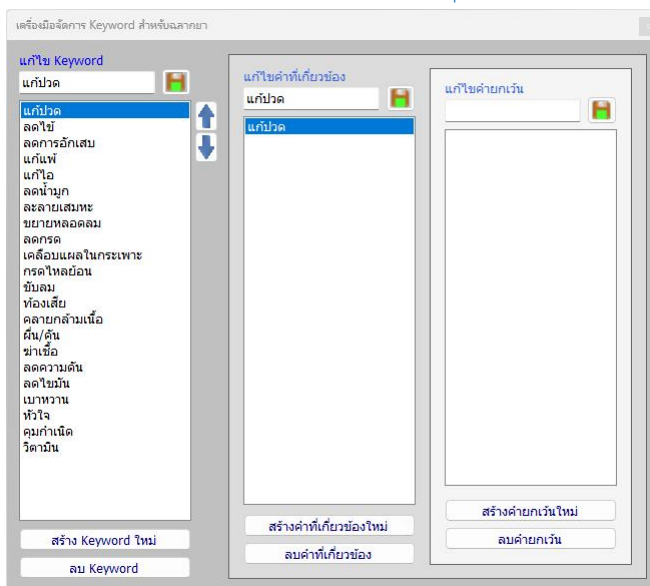 เครื่องมือจัดการ Keyword สำหรับฉลากยา
แก้ไข Keyword
แก้ปวด
แก้ปวด
ลดไข้
ลดการอักเสบ
แก้แพ้
แก้ไอ
ลดน้ำมูก
ละลายเสมหะ
ขยายหลอดลม
ลดกรด
เคลือบแผลในกระเพาะ
กรดไหลย้อน
ขับลม
ท้องเสีย
คลายกล้ามเนื้อ
ผื่น/คัน
ฆ่าเชื้อ
ลดความดัน
ลดไขมัน
เบาหวาน
หัวใจ
คุมกำเนิด
วิตามิน
สร้าง Keyword ใหม่
ลบ Keyword
แก้ไขคำที่เกี่ยวข้อง
แก้ปวด
แก้ปวด
สร้างคำที่เกี่ยวข้องใหม่
ลบคำที่เกี่ยวข้อง
แก้ไขคำยกเว้น
สร้างคำยกเว้นใหม่
ลบคำยกเว้น